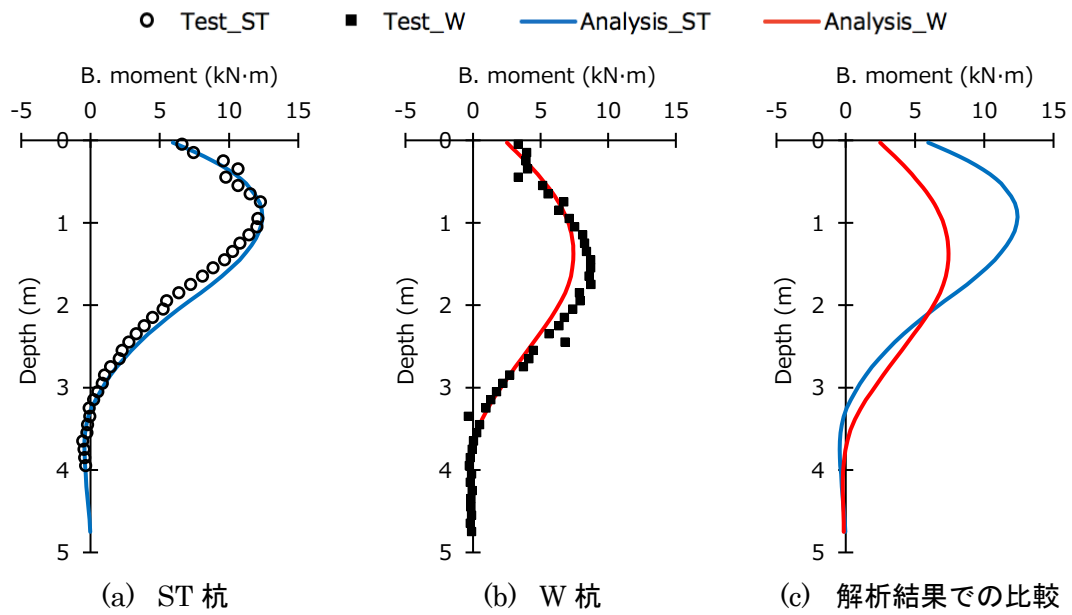 Test_ST Test_W Analysis_ST Analysis_W
B. moment (kN·m) B. moment (kN·m) B. moment (kN·m)
-5 0 5 10 15 -5 0 5 10 15 -5 0 5 10 15
0 0 0
1 1 1
2 2 2
3 3 3
4 4 4
5 5 5
Depth (m) Depth (m) Depth (m)
(a) ST 杭 (b) W 杭 (c) 解析結果での比較